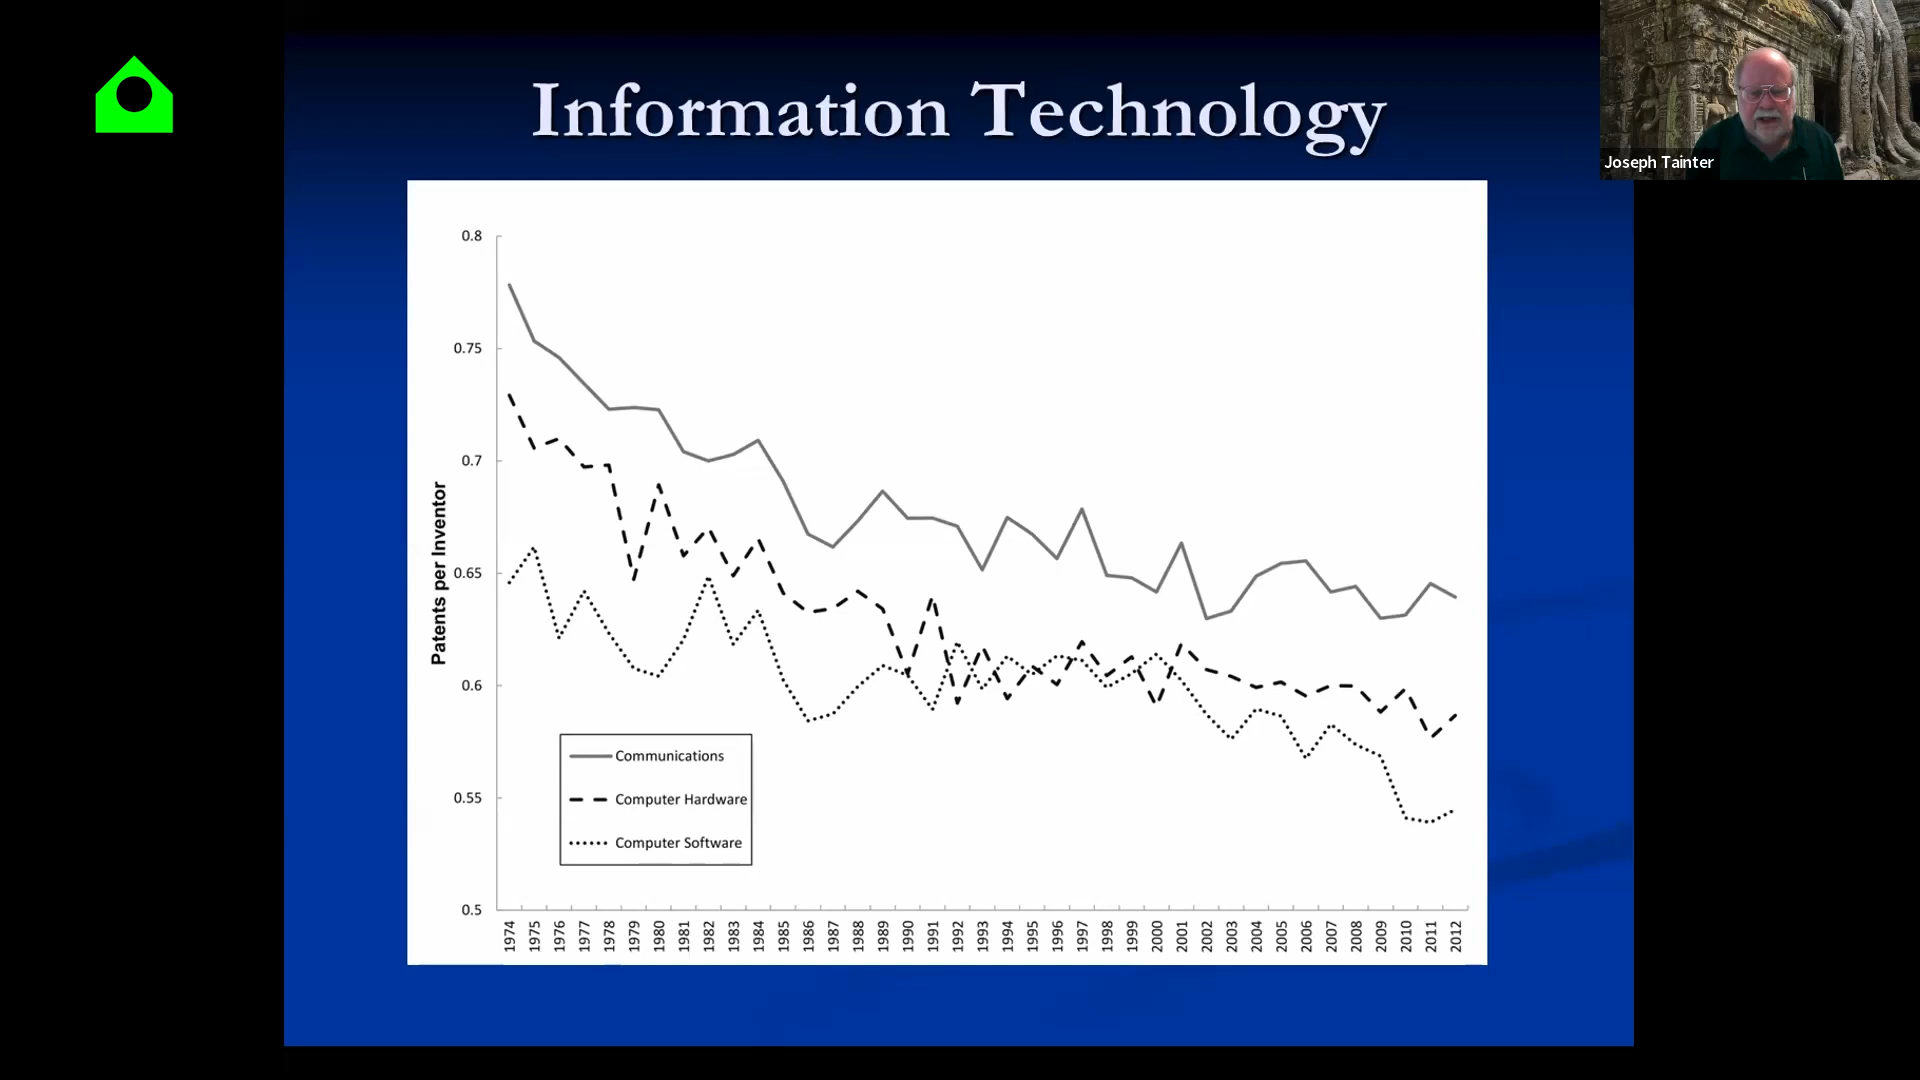 Information Technology
Joseph Tainter
Patents per Inventor
0.8
0.75
0.7
0.65
0.6
0.55
0.5
Communications
Computer Hardware
Computer Software
1974 1975 1976 1977 1978 1979 1980 1981 1982 1983 1984 1985 1986 1987 1988 1989 1990 1991 1992 1993 1994 1995 1996 1997 1998 1999 2000 2001 2002 2003 2004 2005 2006 2007 2008 2009 2010 2011 2012